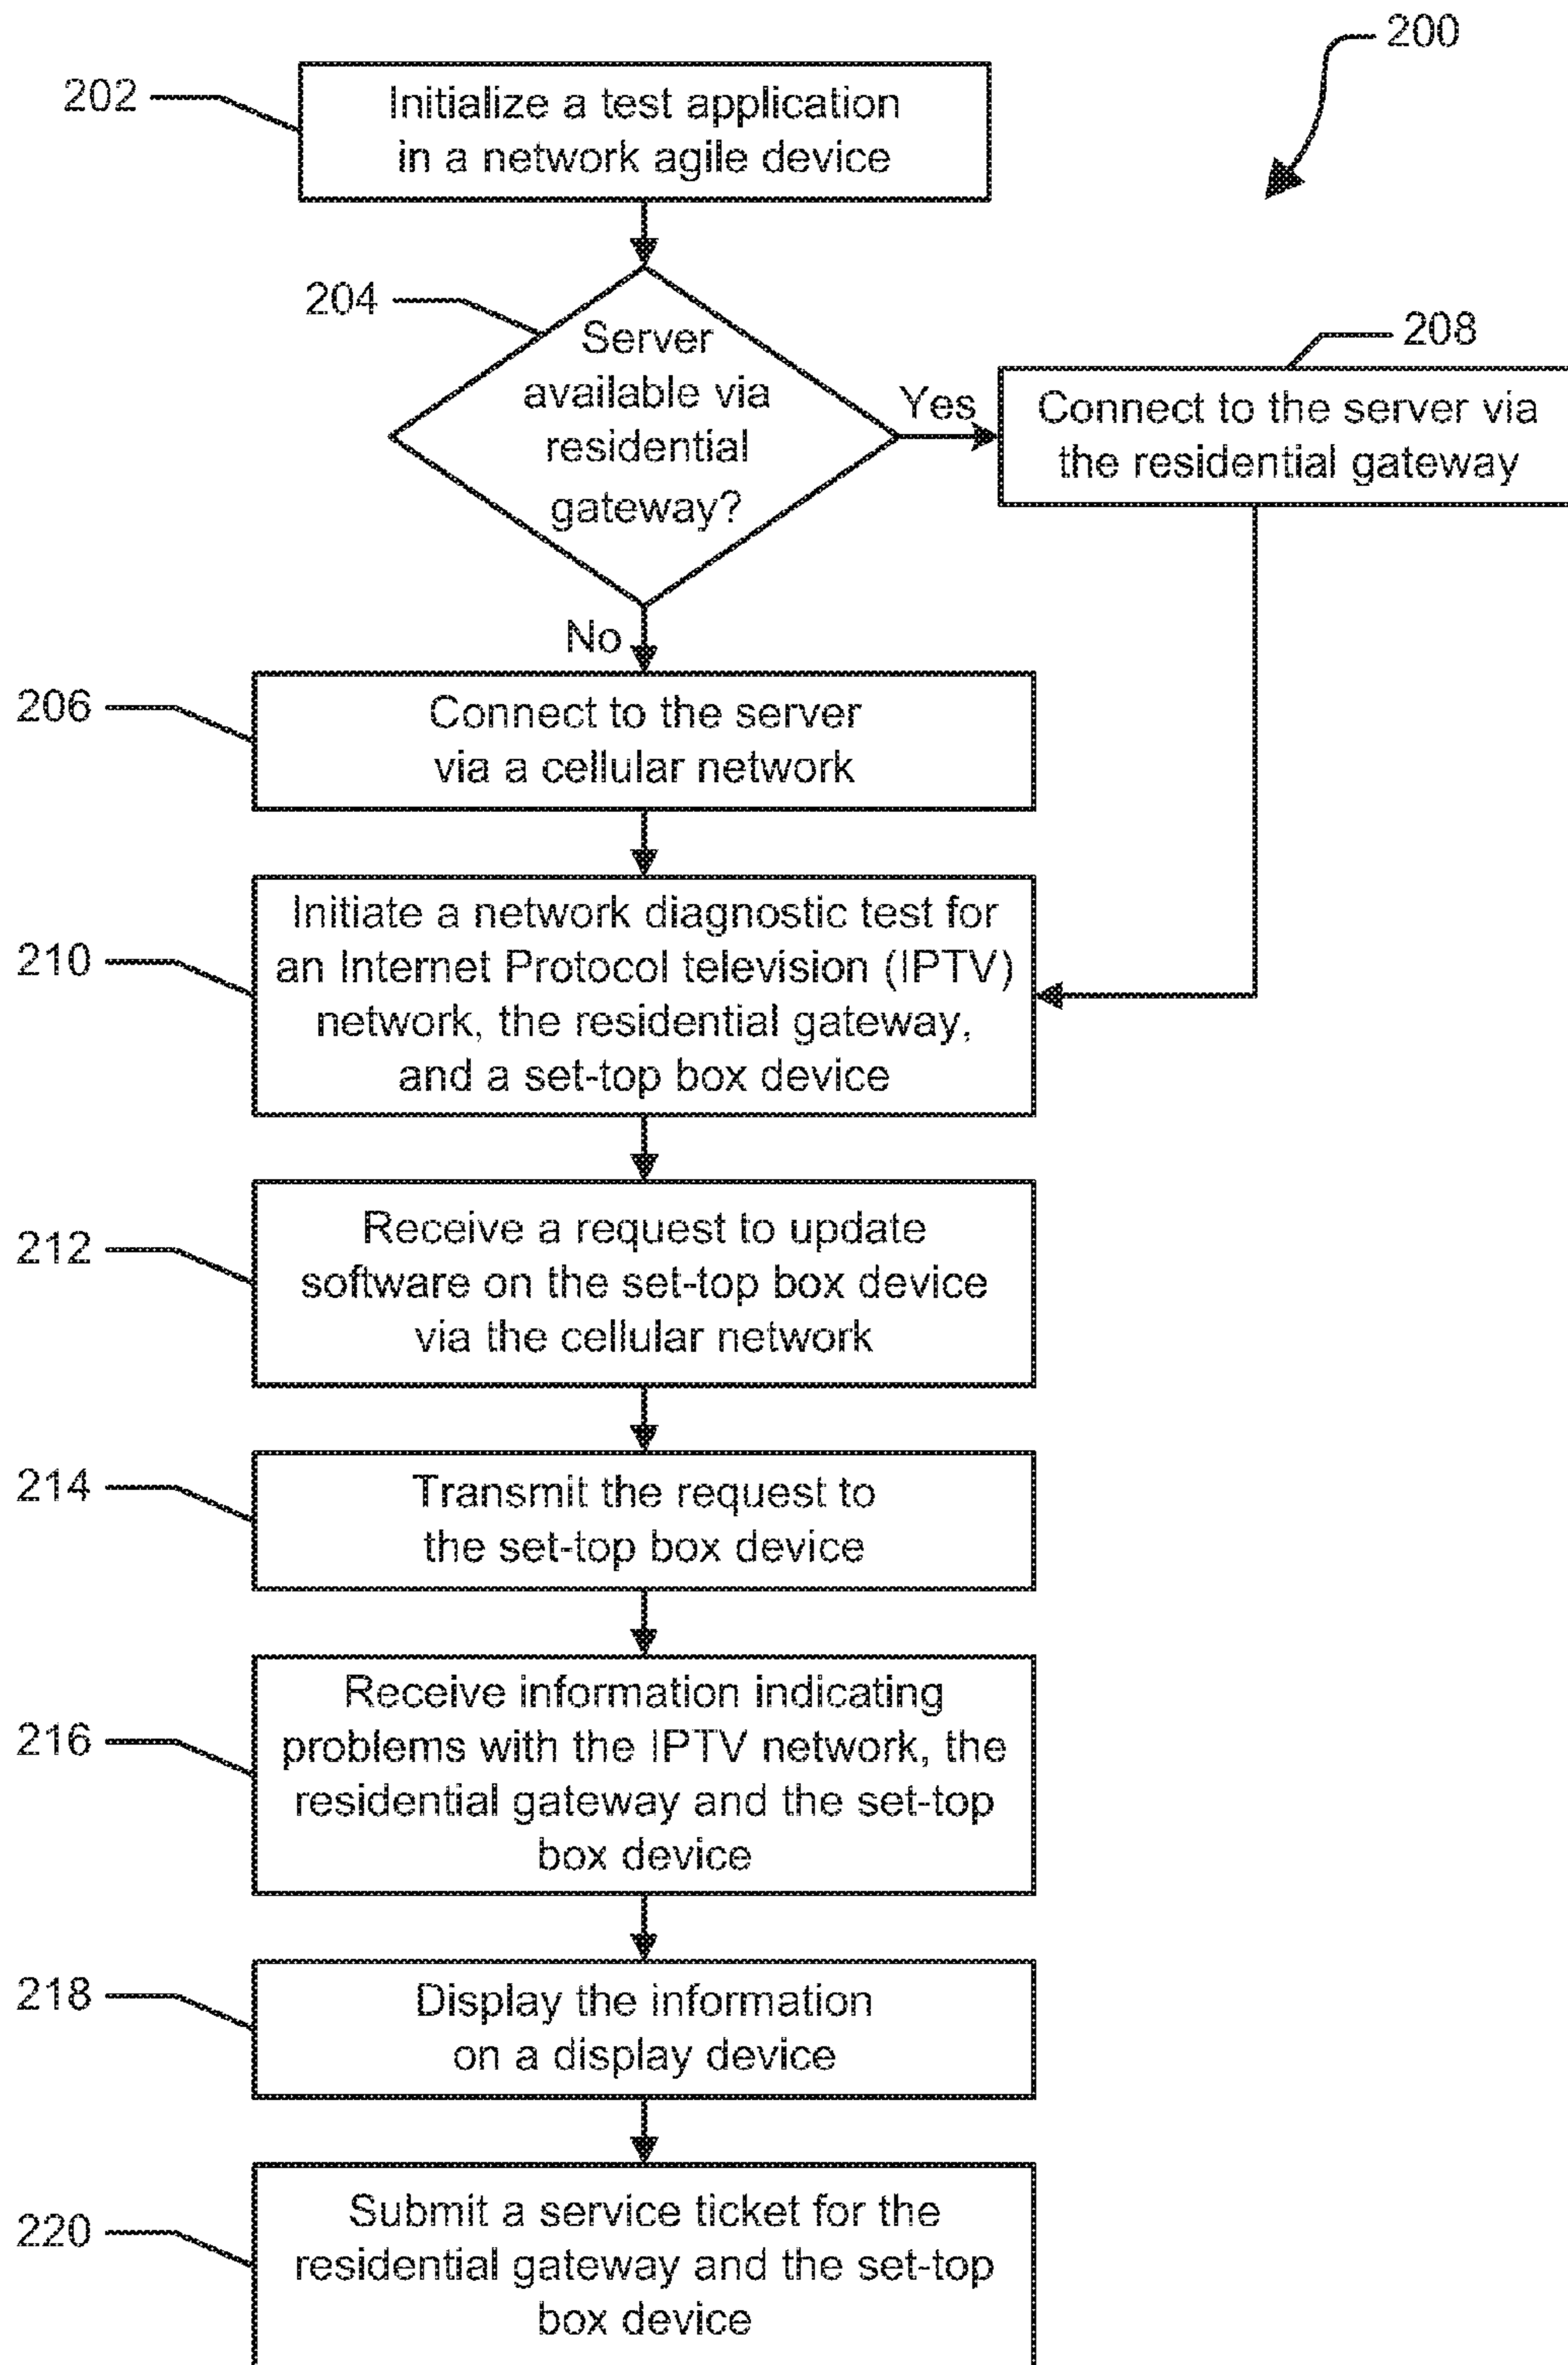 200
202
Initialize a test application
in a network agile device
204
Server
available via
residential
gateway?
Yes
208
Connect to the server via
the residential gateway
No
206
Connect to the server
via a cellular network
210
Initiate a network diagnostic test for
an Internet Protocol television (IPTV)
network, the residential gateway,
and a set-top box device
212
Receive a request to update
software on the set-top box device
via the cellular network
214
Transmit the request to
the set-top box device
216
Receive information indicating
problems with the IPTV network, the
residential gateway and the set-top
box device
218
Display the information
on a display device
220
Submit a service ticket for the
residential gateway and the set-top
box device